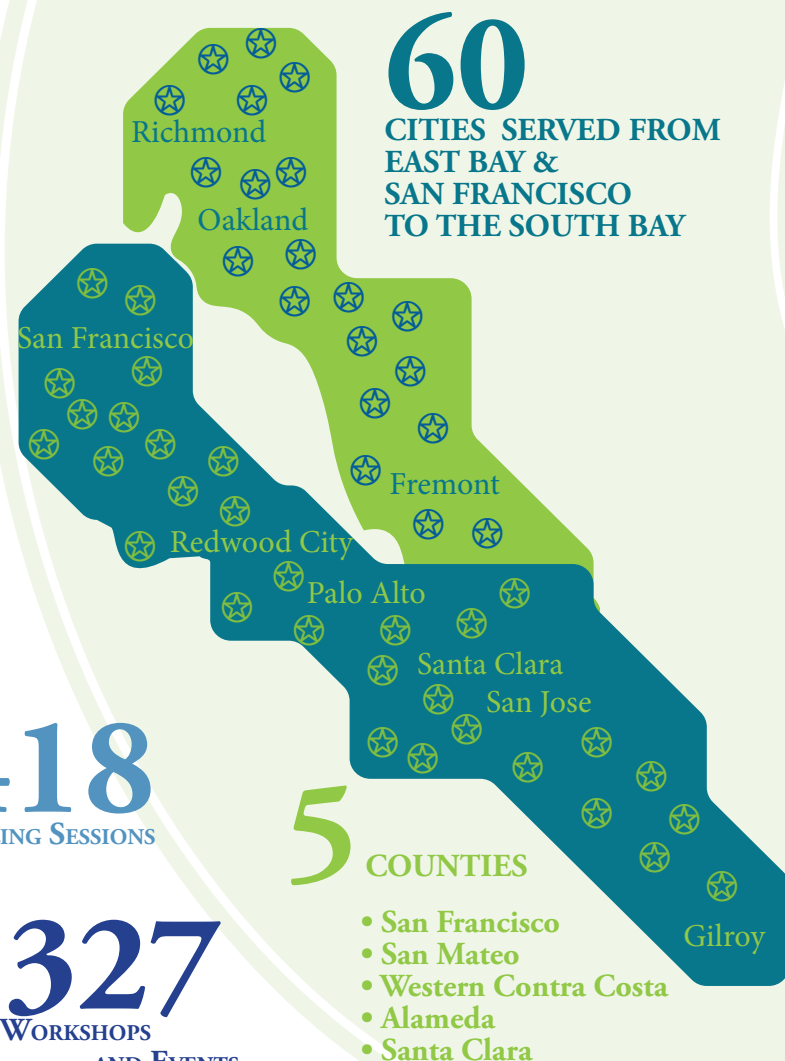 60
CITIES SERVED FROM
EAST BAY &
SAN FRANCISCO
TO THE SOUTH BAY
Richmond
Oakland
San Francisco
Fremont
Redwood City
Palo Alto
Santa Clara
San Jose
Gilroy
18
SESSIONS
327
WORKSHOPS
AND EVENTS
5
COUNTIES
• San Francisco
• San Mateo
• Western Contra Costa
• Alameda
• Santa Clara